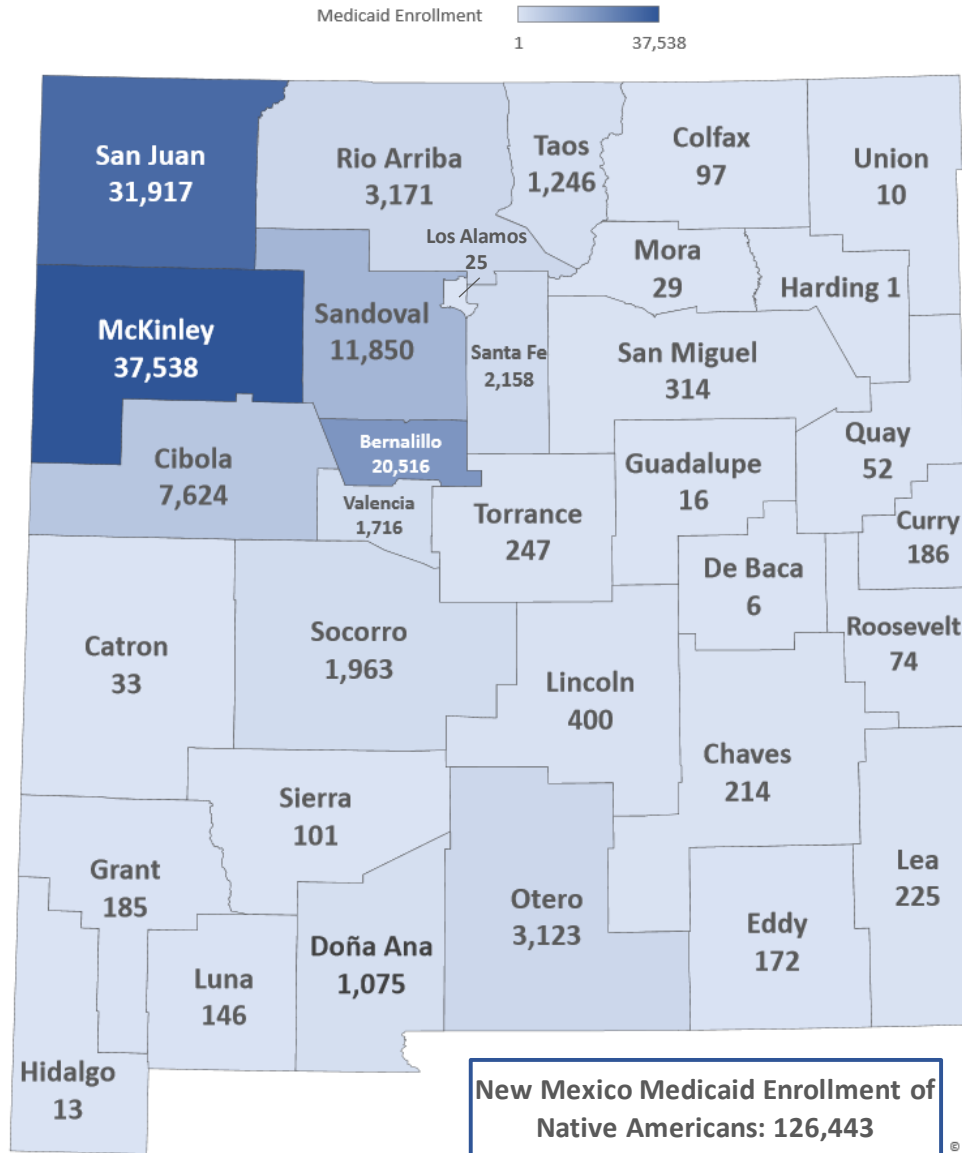 Medicaid Enrollment
1
37,538
San Juan
31,917
Rio Arriba
3,171
Taos
1,246
Colfax
97
Union
10
Los Alamos
25
Mora
29
Harding 1
McKinley
37,538
Sandoval
11,850
Santa Fe
2,158
San Miguel
314
Quay
52
Cibola
7,624
Bernalillo
20,516
Valencia
1,716
Torrance
247
Guadalupe
16
Curry
186
De Baca
6
Roosevelt
74
Catron
33
Socorro
1,963
Lincoln
400
Chaves
214
Sierra
101
Grant
185
Lea
225
Otero
3,123
Eddy
172
Doña Ana
1,075
Luna
146
Hidalgo
13
New Mexico Medicaid Enrollment of
Native Americans: 126,443
©